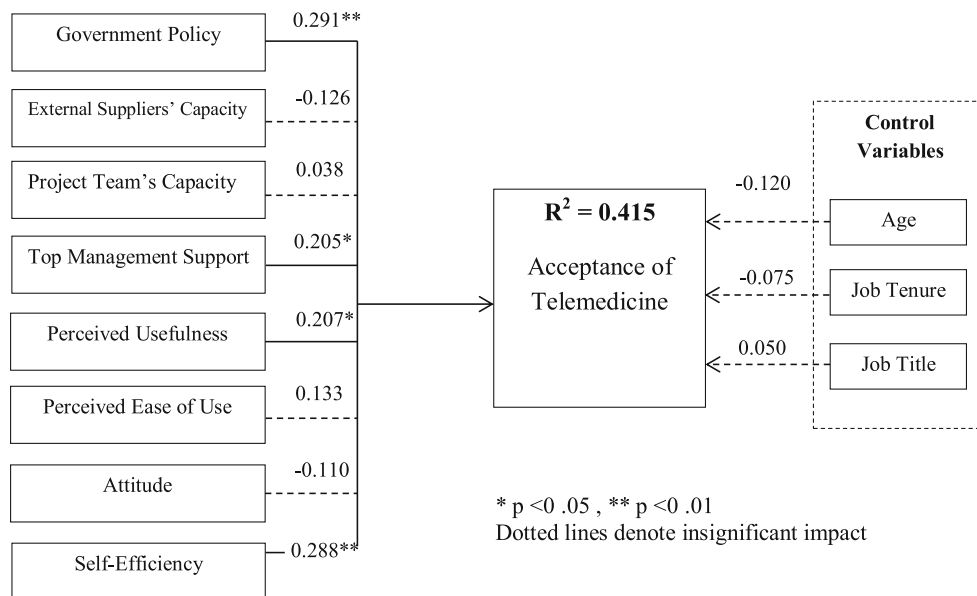 0.291**
Government Policy
-0.126
External Suppliers' Capacity
0.038
Project Team's Capacity
0.205*
Top Management Support
0.207*
Perceived Usefulness
0.133
Perceived Ease of Use
-0.110
Attitude
0.288**
Self-Efficiency
R² = 0.415
Acceptance of
Telemedicine
Control
Variables
-0.120
Age
-0.075
Job Tenure
0.050
Job Title
* p <0 .05 , ** p <0 .01
Dotted lines denote insignificant impact